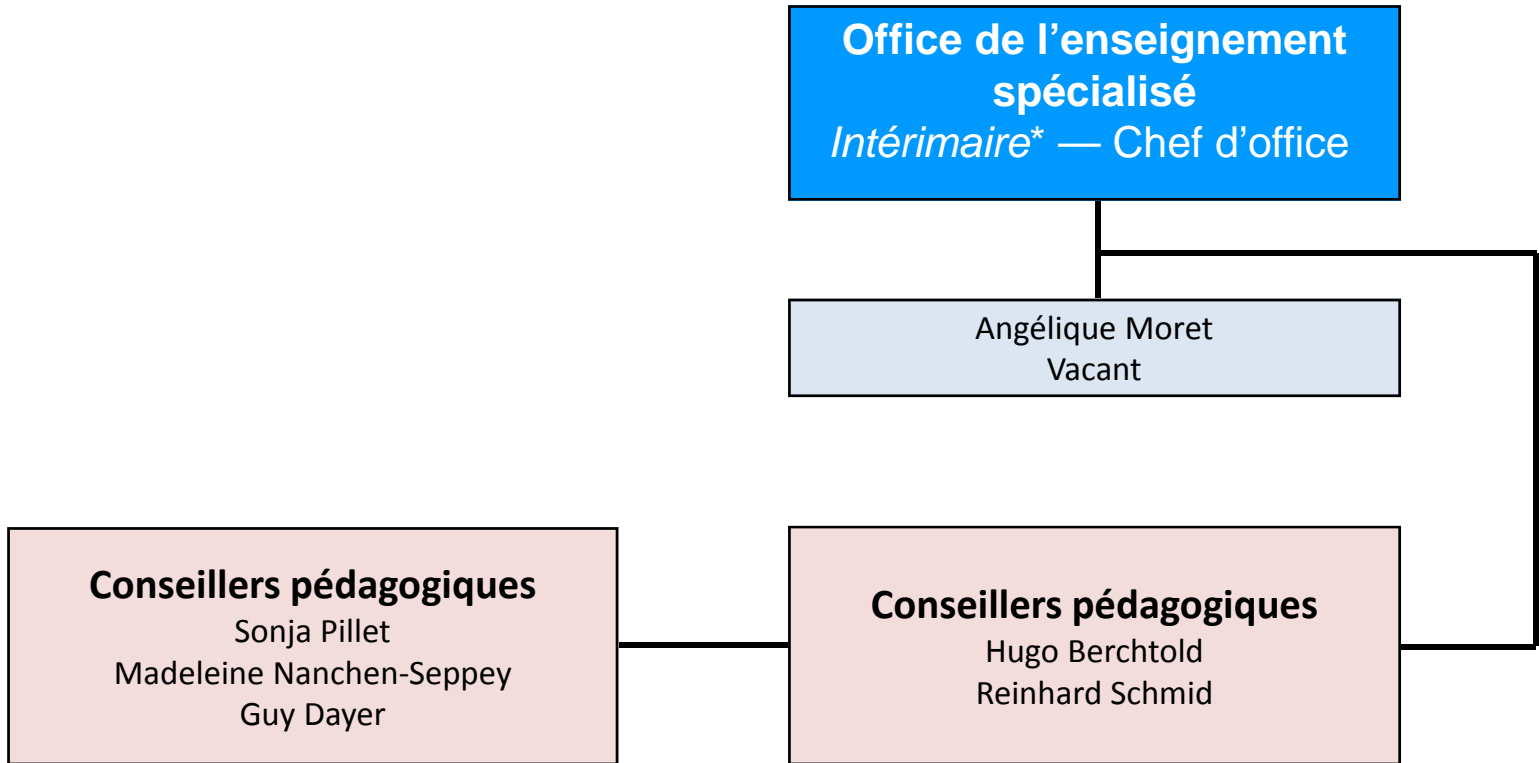 Office de l’enseignement
spécialisé
Intérimaire* — Chef d’office
Angélique Moret
Vacant
Conseillers pédagogiques
Sonja Pillet
Madeleine Nanchen-Seppey
Guy Dayer
Conseillers pédagogiques
Hugo Berchtold
Reinhard Schmid